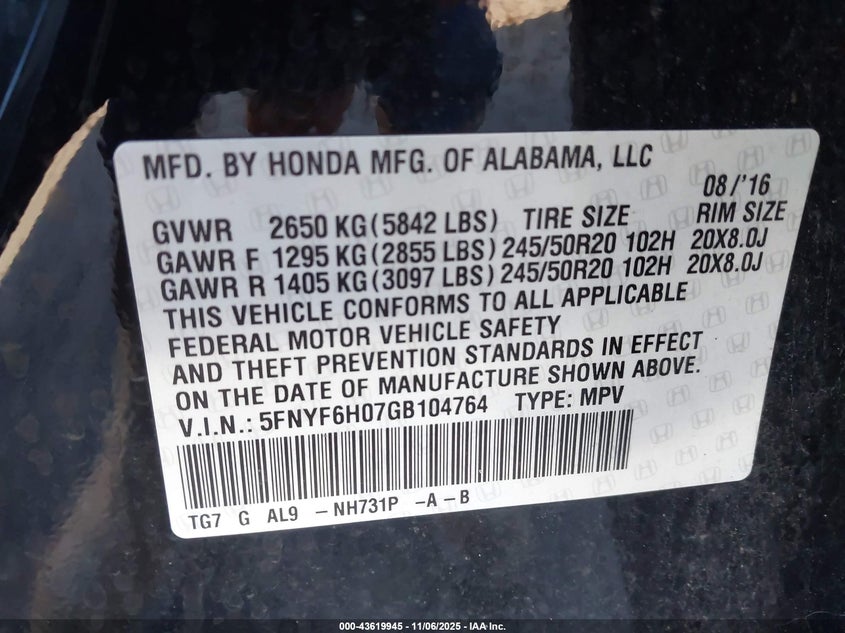 MFD. BY HONDA MFG. OF ALABAMA, LLC
08/'16
GVWR 2650 KG(5842 LBS) TIRE SIZE RIM SIZE
GAWR F 1295 KG(2855 LBS) 245/50R20 102H 20X8.0J
GAWR R 1405 KG(3097 LBS) 245/50R20 102H 20X8.0J
THIS VEHICLE CONFORMS TO ALL APPLICABLE
FEDERAL MOTOR VEHICLE SAFETY
AND THEFT PREVENTION STANDARDS IN EFFECT
ON THE DATE OF MANUFACTURE SHOWN ABOVE.
V.I.N.: 5FNYF6H07GB104764 TYPE: MPV
TG7 G AL9 -NH731P -A-B
000-43619945 - 11/06/2025 - IAA Inc.